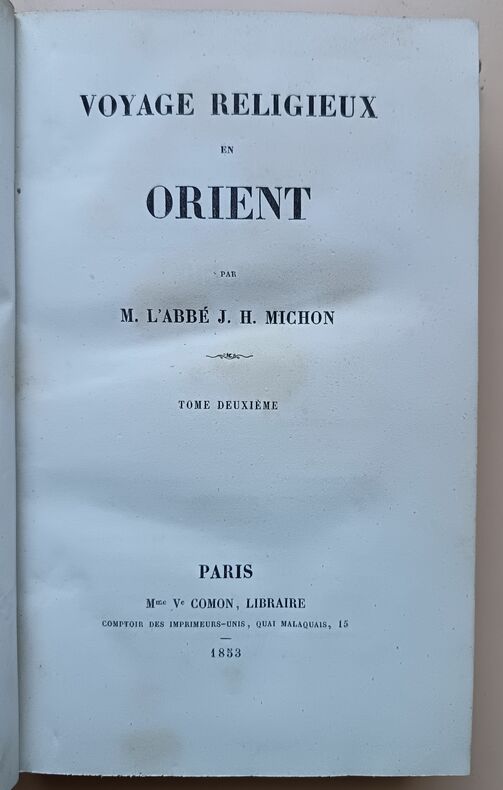 VOYAGE RELIGIEUX
EN
ORIENT
PAR
M. L'ABBÉ J. H. MICHON
TOME DEUXIÈME
PARIS
Mme Ve COMON, LIBRAIRE
COMPTOIR DES IMPRIMEURS-UNIS, QUAI MALAQUAIS, 15
1853